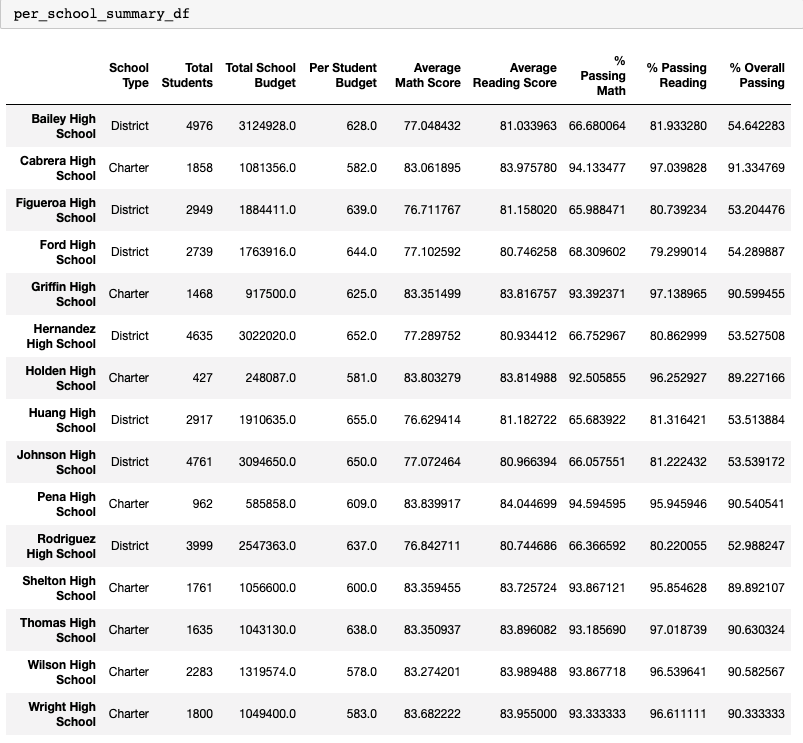 per_school_summary_df
School Type Total Students Total School Budget Per Student Budget Average Math Score Average Reading Score % Passing Math % Passing Reading % Overall Passing
Bailey High School District 4976 3124928.0 628.0 77.048432 81.033963 66.680064 81.933280 54.642283
Cabrera High School Charter 1858 1081356.0 582.0 83.061895 83.975780 94.133477 97.039828 91.334769
Figueroa High School District 2949 1884411.0 639.0 76.711767 81.158020 65.988471 80.739234 53.204476
Ford High School District 2739 1763916.0 644.0 77.102592 80.746258 68.309602 79.299014 54.289887
Griffin High School Charter 1468 917500.0 625.0 83.351499 83.816757 93.392371 97.138965 90.599455
Hernandez High School District 4635 3022020.0 652.0 77.289752 80.934412 66.752967 80.862999 53.527508
Holden High School Charter 427 248087.0 581.0 83.803279 83.814988 92.505855 96.252927 89.227166
Huang High School District 2917 1910635.0 655.0 76.629414 81.182722 65.683922 81.316421 53.513884
Johnson High School District 4761 3094650.0 650.0 77.072464 80.966394 66.057551 81.222432 53.539172
Pena High School Charter 962 585858.0 609.0 83.839917 84.044699 94.594595 95.945946 90.540541
Rodriguez High School District 3999 2547363.0 637.0 76.842711 80.744686 66.366592 80.220055 52.988247
Shelton High School Charter 1761 1056600.0 600.0 83.359455 83.725724 93.867121 95.854628 89.892107
Thomas High School Charter 1635 1043130.0 638.0 83.350937 83.896082 93.185690 97.018739 90.630324
Wilson High School Charter 2283 1319574.0 578.0 83.274201 83.989488 93.867718 96.539641 90.582567
Wright High School Charter 1800 1049400.0 583.0 83.682222 83.955000 93.333333 96.611111 90.333333